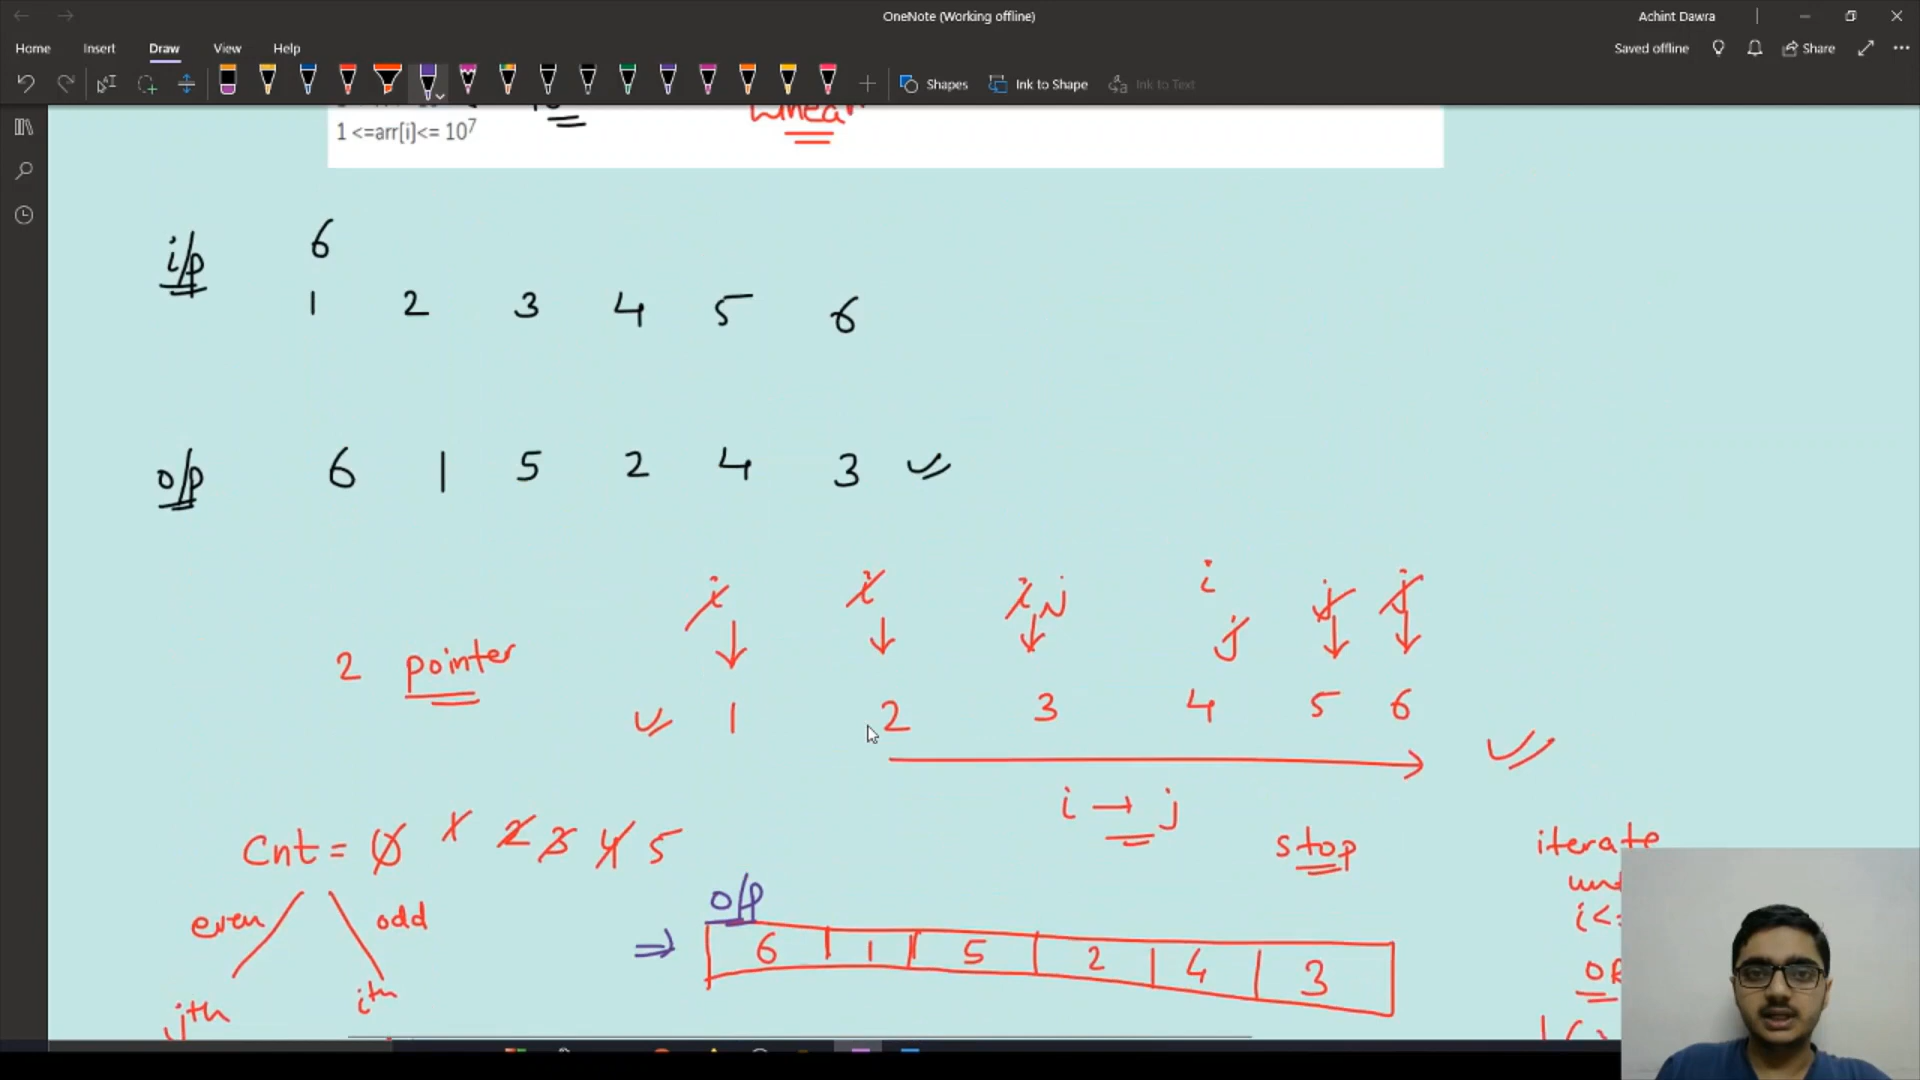 OneNote (Working offline)
Achint Dawra
Home Insert Draw View Help
Saved offline
Share
Shapes
Ink to Shape
Ink to Text
Linear
1 <=arr[i]<= 10^7
i/p 6
1 2 3 4 5 6
o/p 6 1 5 2 4 3
i i i j i j j
j
2 pointer
1 2 3 4 5 6
i → j
stop
Cnt = 0 1 2 3 4 5
iterate
even odd
i<=
o/p
⇒ 6 1 5 2 4 3
jth ith